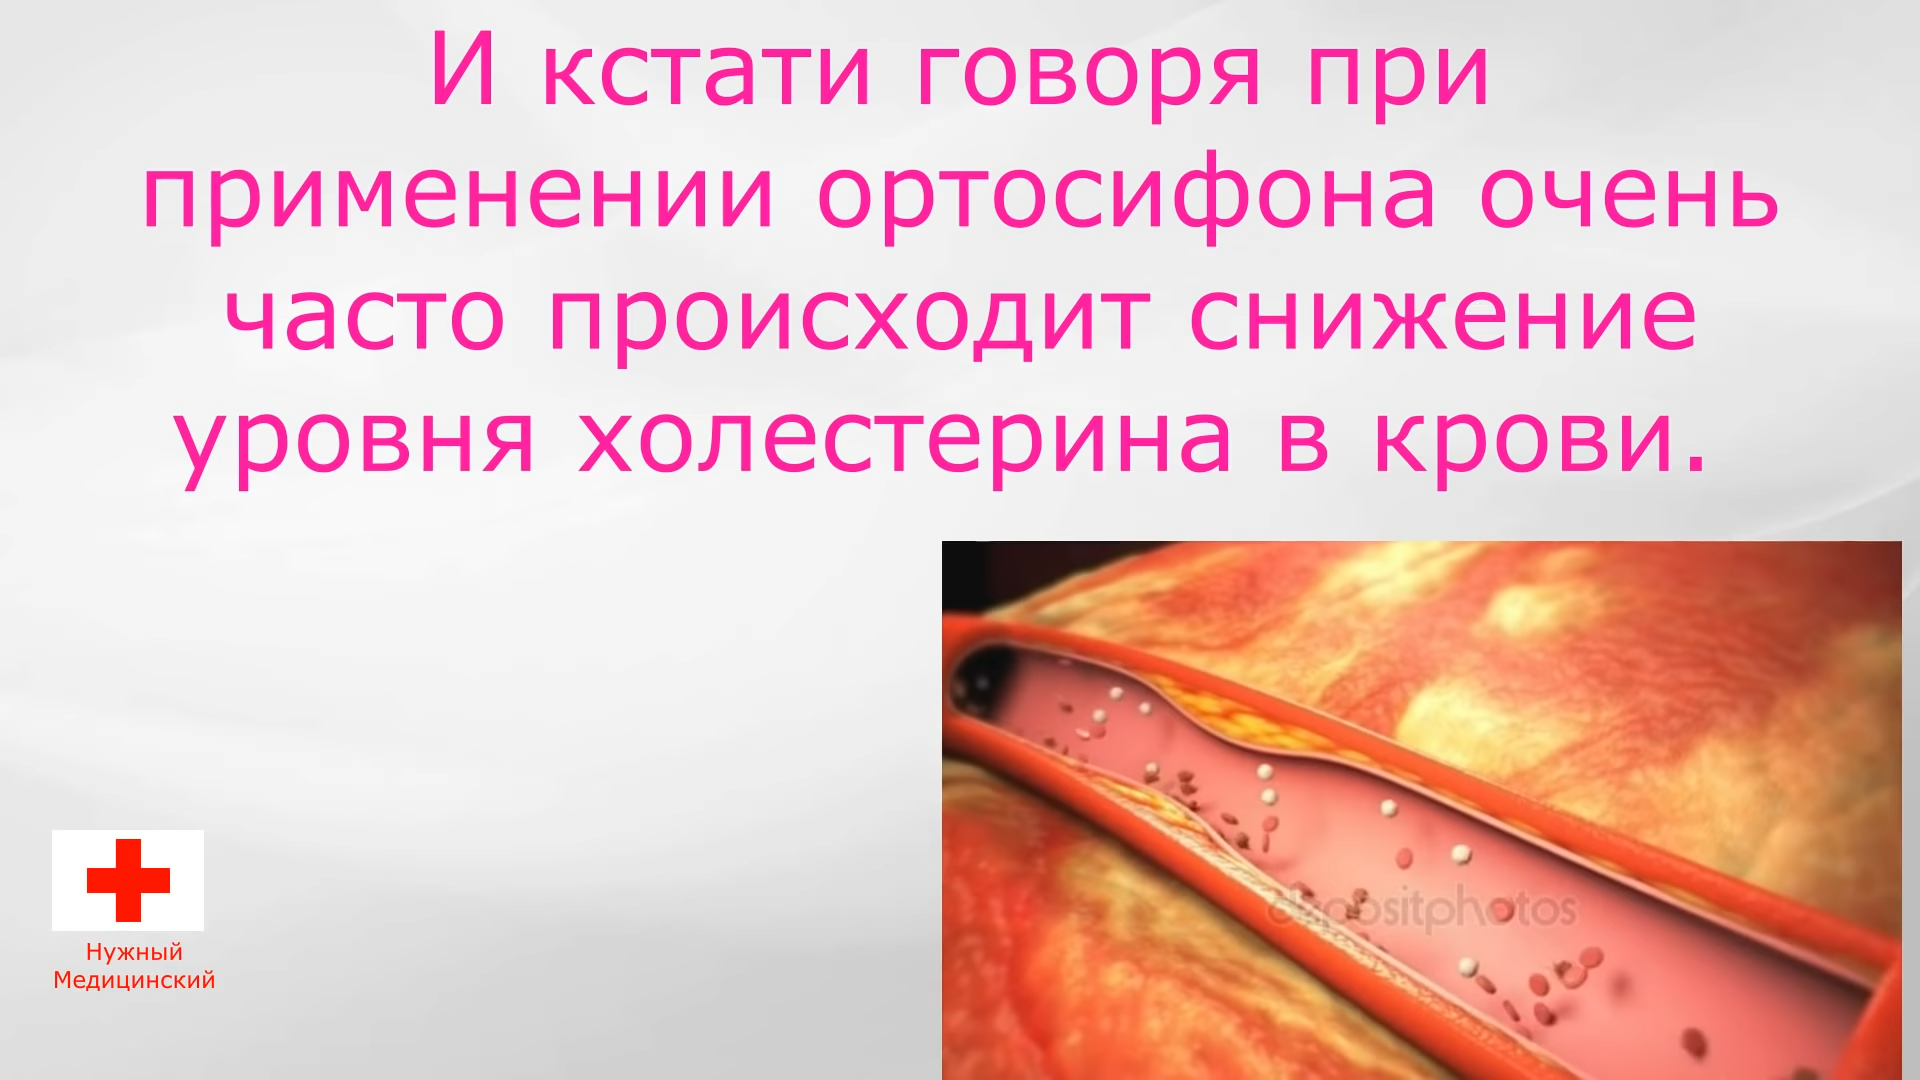 И кстати говоря при
применении ортосифона очень
часто происходит снижение
уровня холестерина в крови.
depositphotos
Нужный
Медицинский